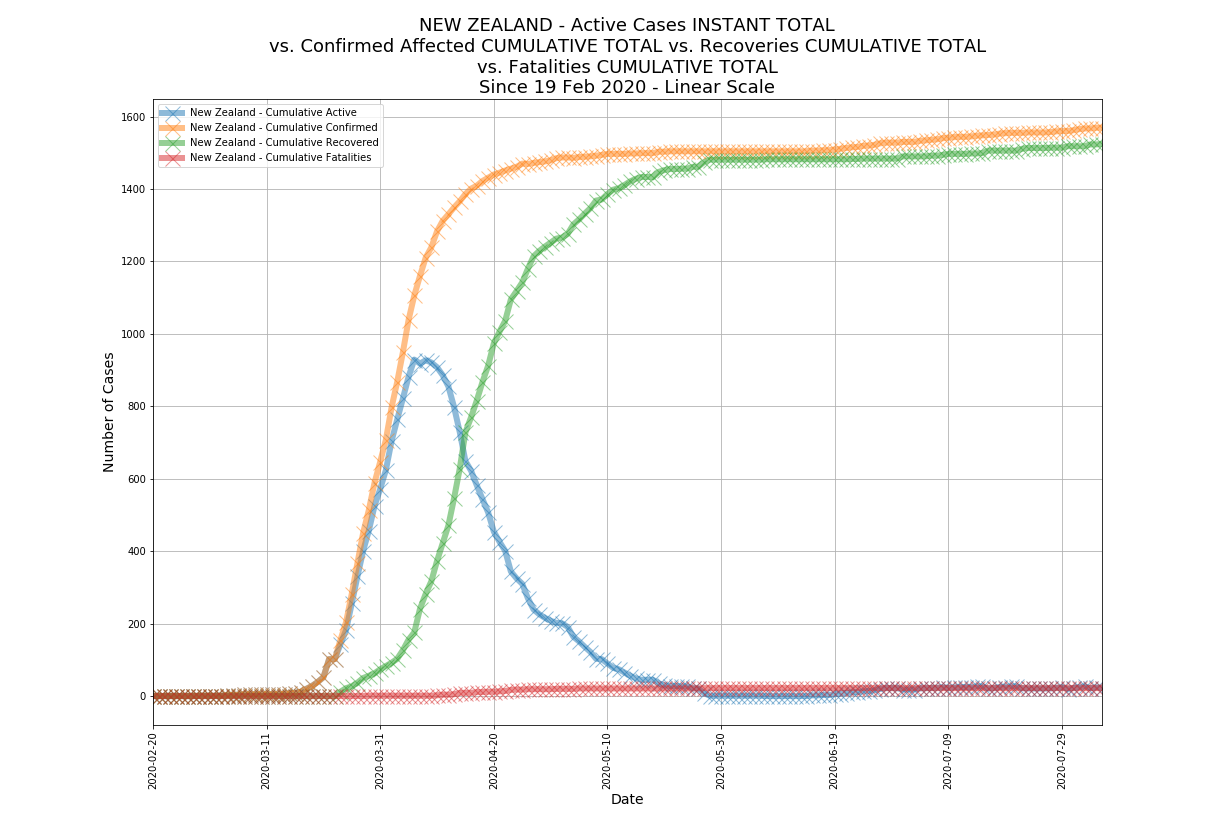 NEW ZEALAND - Active Cases INSTANT TOTAL
vs. Confirmed Affected CUMULATIVE TOTAL vs. Recoveries CUMULATIVE TOTAL
vs. Fatalities CUMULATIVE TOTAL
Since 19 Feb 2020 - Linear Scale
New Zealand - Cumulative Active
New Zealand - Cumulative Confirmed
New Zealand - Cumulative Recovered
New Zealand - Cumulative Fatalities
Number of Cases
1600
1400
1200
1000
800
600
400
200
0
2020-02-20
2020-03-11
2020-03-31
2020-04-20
2020-05-10
2020-05-30
2020-06-19
2020-07-09
2020-07-29
Date